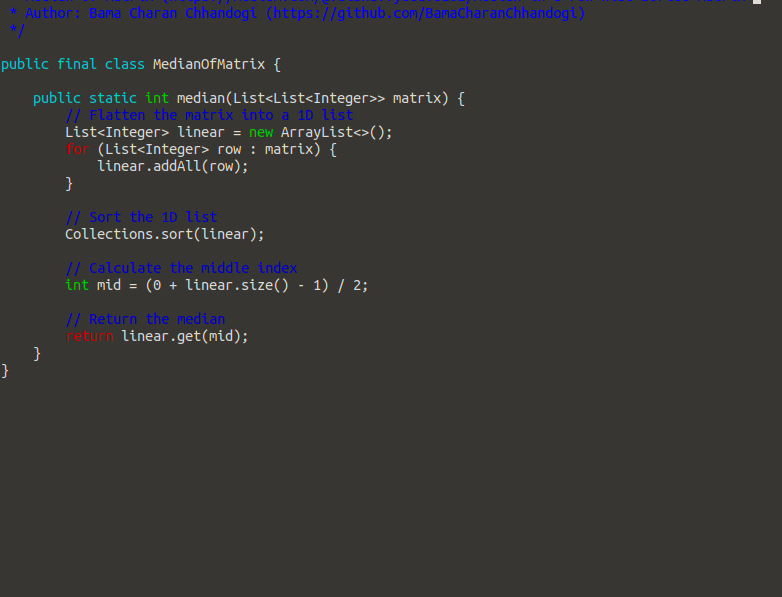 * Author: Bama Charan Chhandogi (https://github.com/BamaCharanChhandogi)
 */

public final class MedianOfMatrix {

    public static int median(List<List<Integer>> matrix) {
        // Flatten the matrix into a 1D list
        List<Integer> linear = new ArrayList<>();
        for (List<Integer> row : matrix) {
            linear.addAll(row);
        }

        // Sort the 1D list
        Collections.sort(linear);

        // Calculate the middle index
        int mid = (0 + linear.size() - 1) / 2;

        // Return the median
        return linear.get(mid);
    }
}